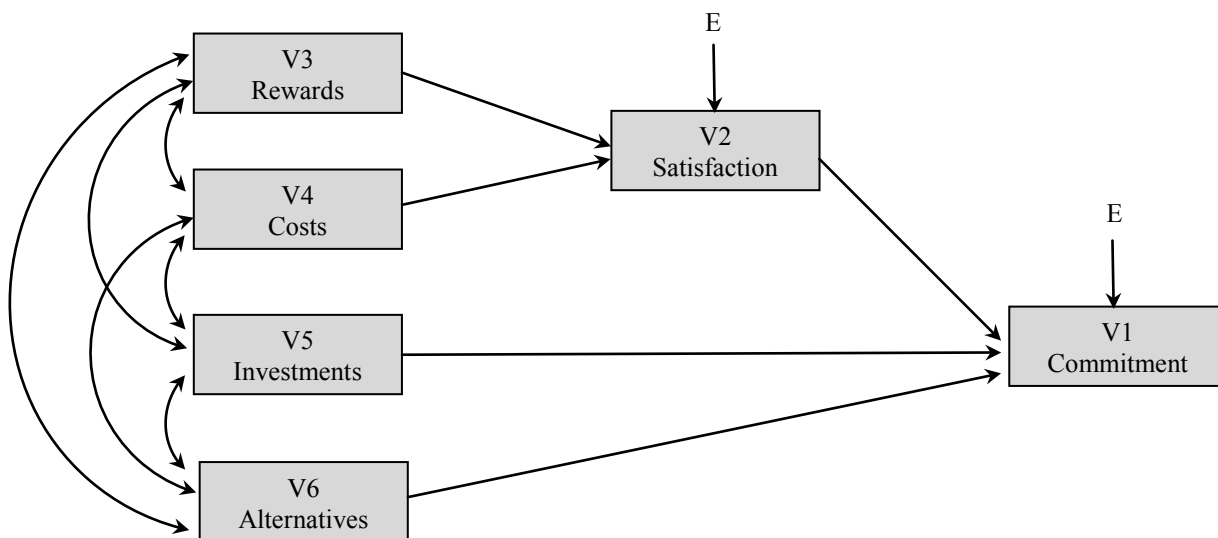 E
V3
Rewards
V2
Satisfaction
V4
Costs
E
V5
Investments
V1
Commitment
V6
Alternatives